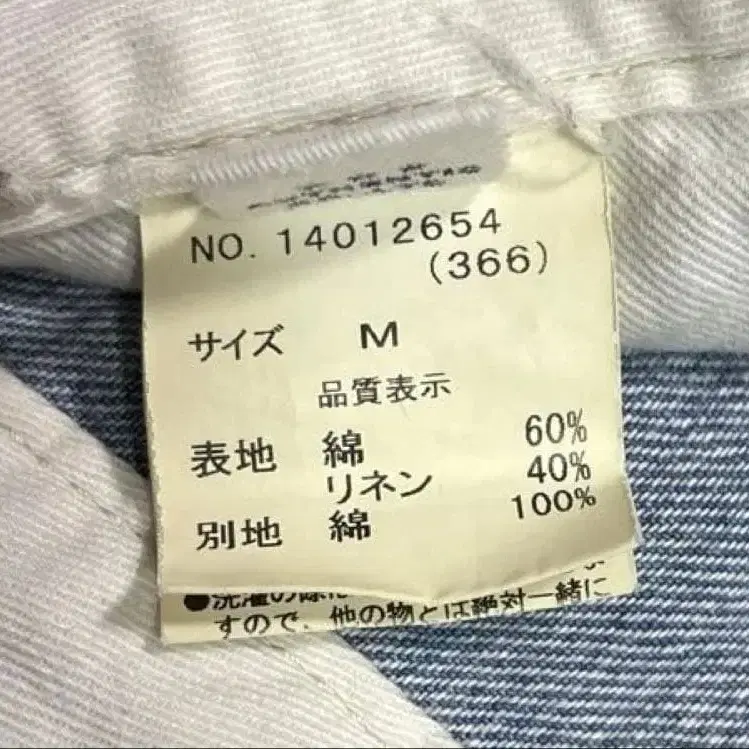 NO. 14012654
(366)
サイズ M
品質表示
表地 綿 60%
リネン 40%
別地 綿 100%
●洗濯の際は
すので、他の物とは絶対一緒に